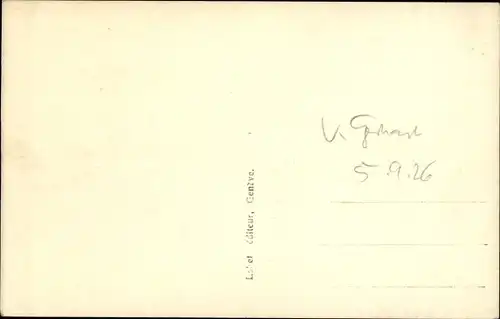 éditeur, Genève.
V.
5.9.26